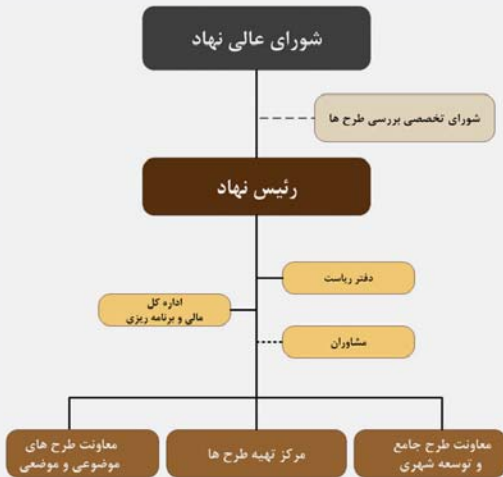 شورای عالی نهاد
شورای تخصصی بررسی طرح ها
رئیس نهاد
دفتر ریاست
اداره کل
مالی و برنامه ریزی
مشاوران
معاونت طرح جامع
و توسعه شهری
مرکز تهیه طرح ها
معاونت طرح های
موضوعی و موضعی